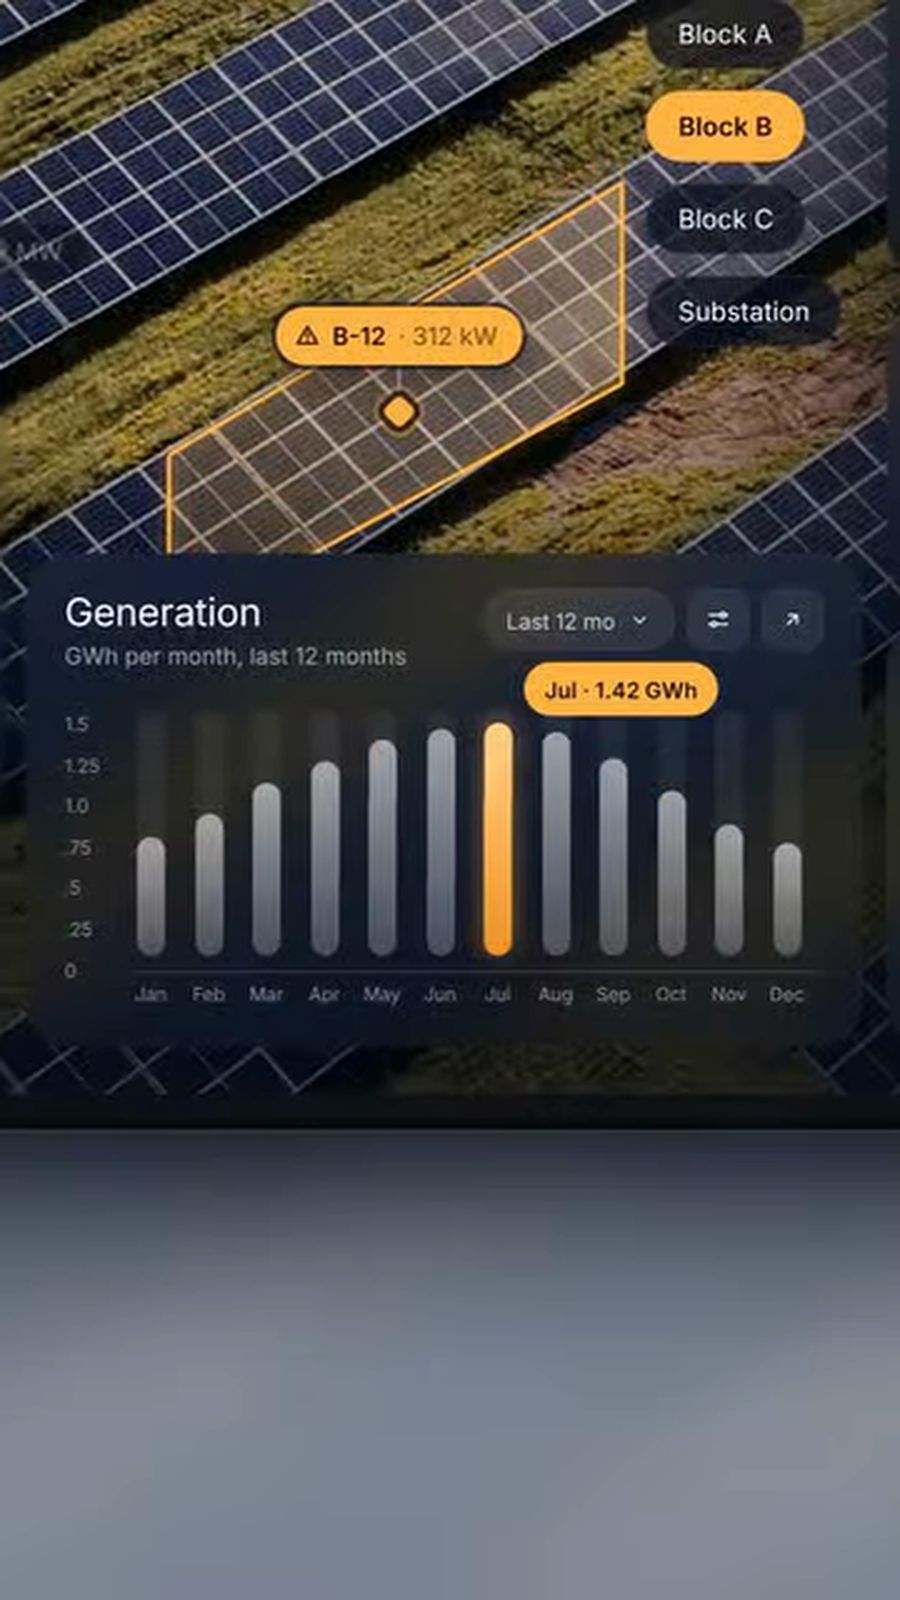 Block A
Block B
MW
Block C
Substation
B-12 · 312 kW
Generation
Last 12 mo
GWh per month, last 12 months
Jul · 1.42 GWh
1.5
1.25
1.0
.75
.5
.25
0
Jan Feb Mar Apr May Jun Jul Aug Sep Oct Nov Dec